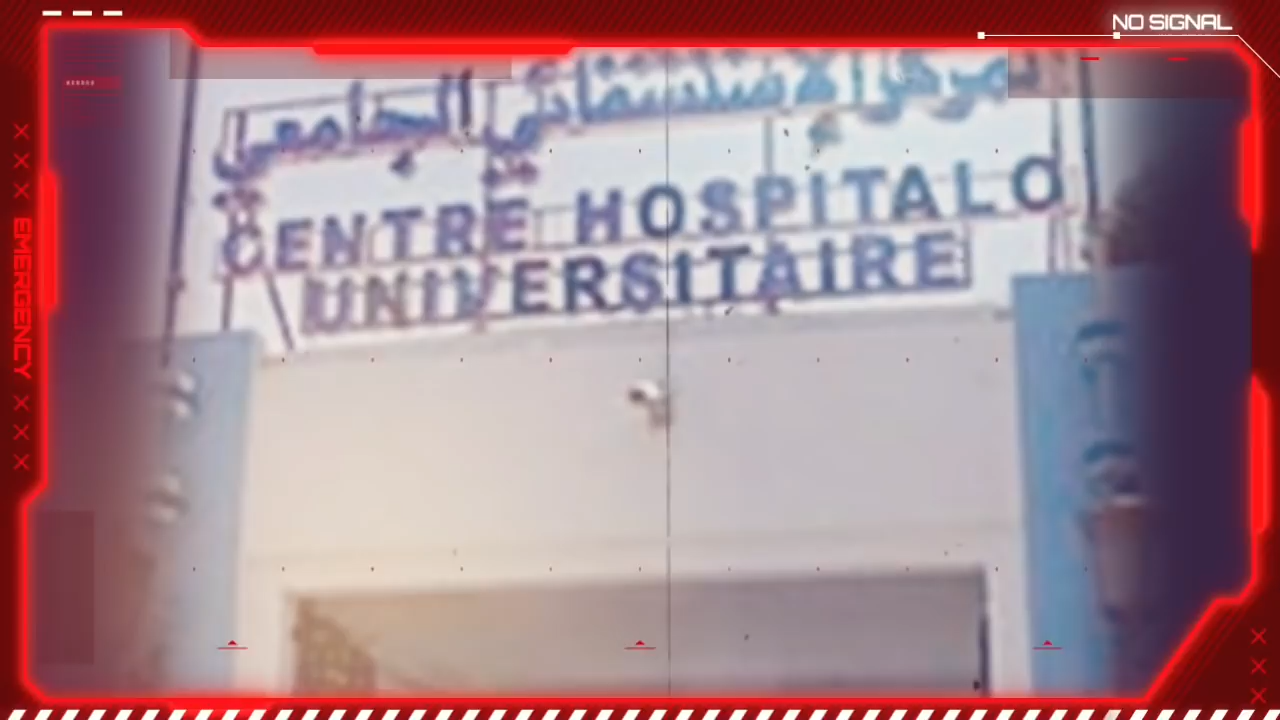 NO SIGNAL
المركز الاستشفائي الجامعي
CENTRE HOSPITALO
UNIVERSITAIRE
EMERGENCY